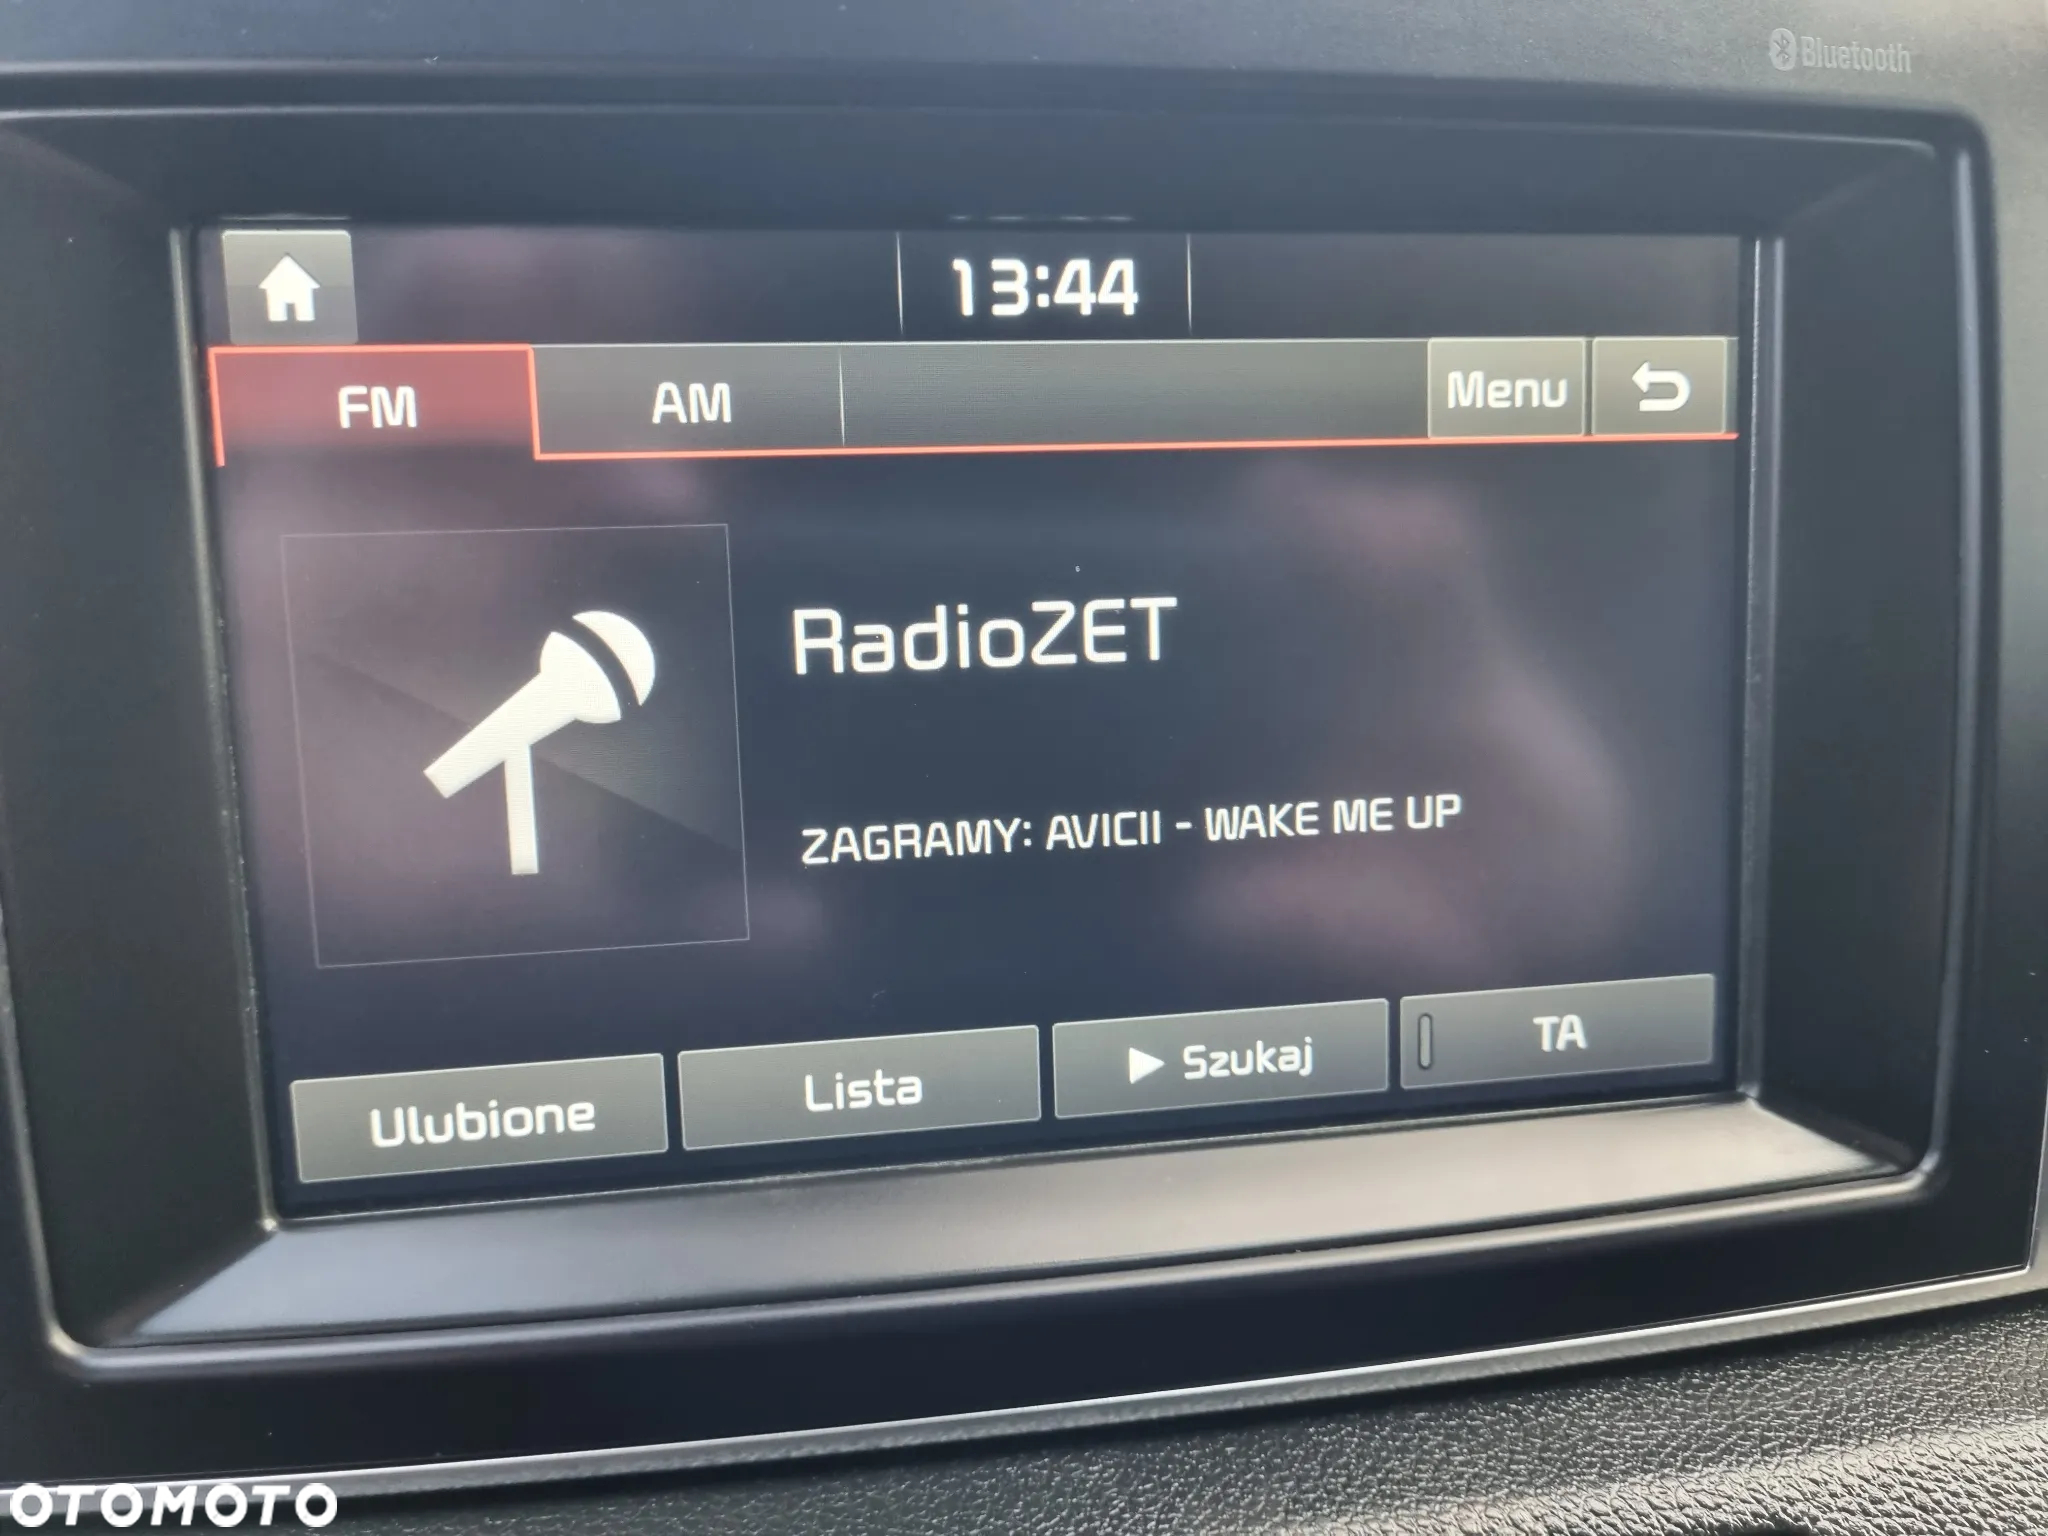 Bluetooth
13:44
FM AM Menu
RadioZET
ZAGRAMY: AVICII - WAKE ME UP
Ulubione Lista Szukaj TA
OTOMOTO